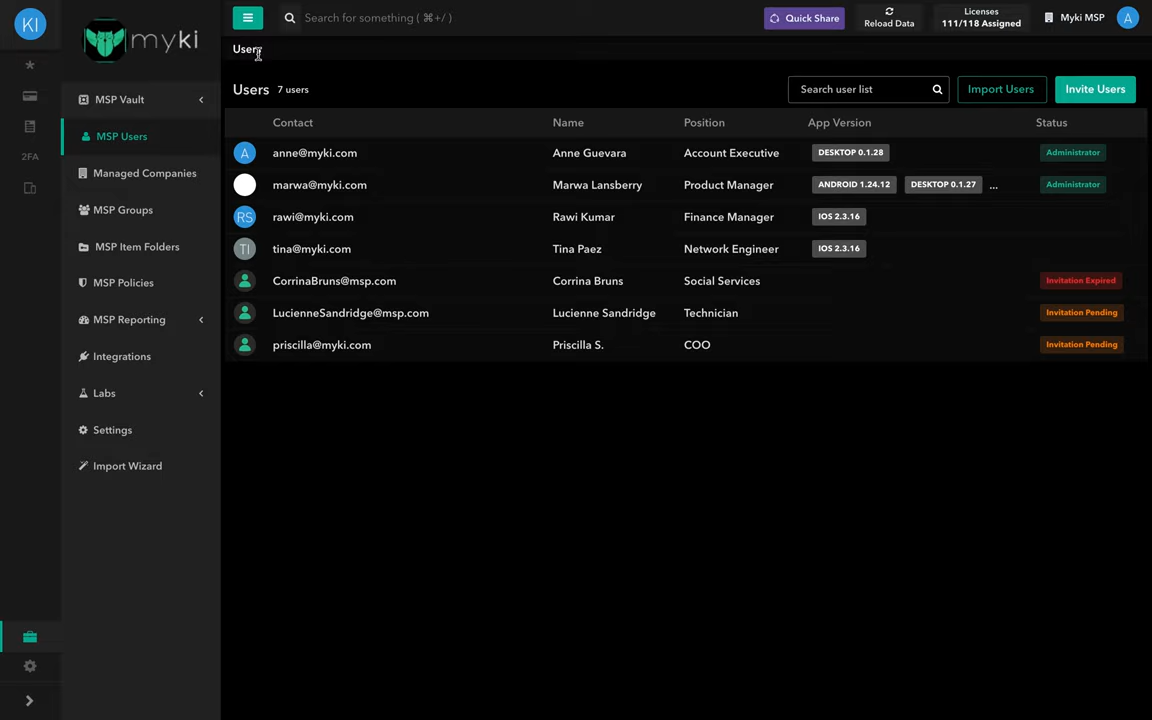 KI
myki
Search for something ( ⌘+/ )
Quick Share
Reload Data
Licenses
111/118 Assigned
Myki MSP
A
2FA
MSP Vault
MSP Users
Managed Companies
MSP Groups
MSP Item Folders
MSP Policies
MSP Reporting
Integrations
Labs
Settings
Import Wizard
Users
Users 7 users
Search user list
Import Users
Invite Users
Contact Name Position App Version Status
A anne@myki.com Anne Guevara Account Executive DESKTOP 0.1.28 Administrator
marwa@myki.com Marwa Lansberry Product Manager ANDROID 1.24.12 DESKTOP 0.1.27 ... Administrator
RS rawi@myki.com Rawi Kumar Finance Manager IOS 2.3.16
TI tina@myki.com Tina Paez Network Engineer IOS 2.3.16
CorrinaBruns@msp.com Corrina Bruns Social Services Invitation Expired
LucienneSandridge@msp.com Lucienne Sandridge Technician Invitation Pending
priscilla@myki.com Priscilla S. COO Invitation Pending